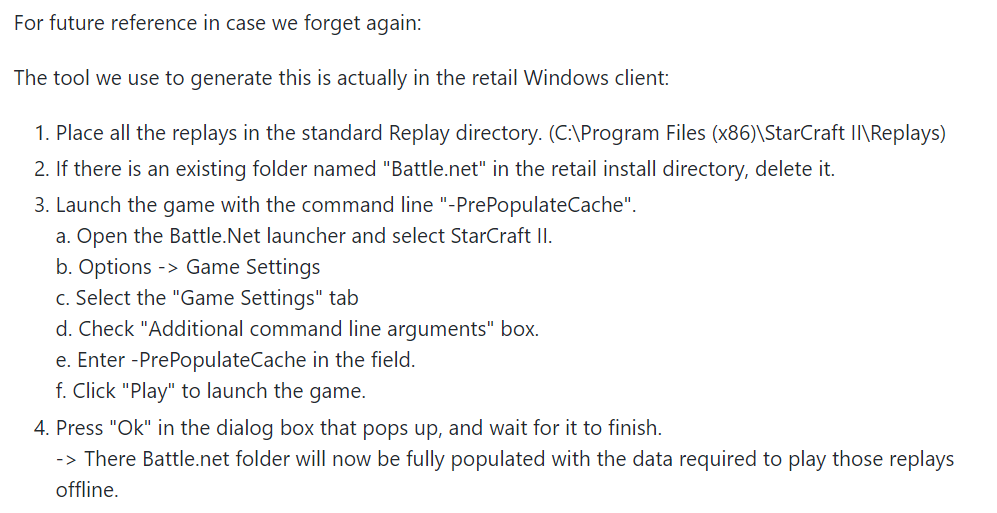 For future reference in case we forget again:
The tool we use to generate this is actually in the retail Windows client:
1. Place all the replays in the standard Replay directory. (C:\Program Files (x86)\StarCraft II\Replays)
2. If there is an existing folder named "Battle.net" in the retail install directory, delete it.
3. Launch the game with the command line "-PrePopulateCache".
a. Open the Battle.Net launcher and select StarCraft II.
b. Options -> Game Settings
c. Select the "Game Settings" tab
d. Check "Additional command line arguments" box.
e. Enter -PrePopulateCache in the field.
f. Click "Play" to launch the game.
4. Press "Ok" in the dialog box that pops up, and wait for it to finish.
-> There Battle.net folder will now be fully populated with the data required to play those replays
offline.